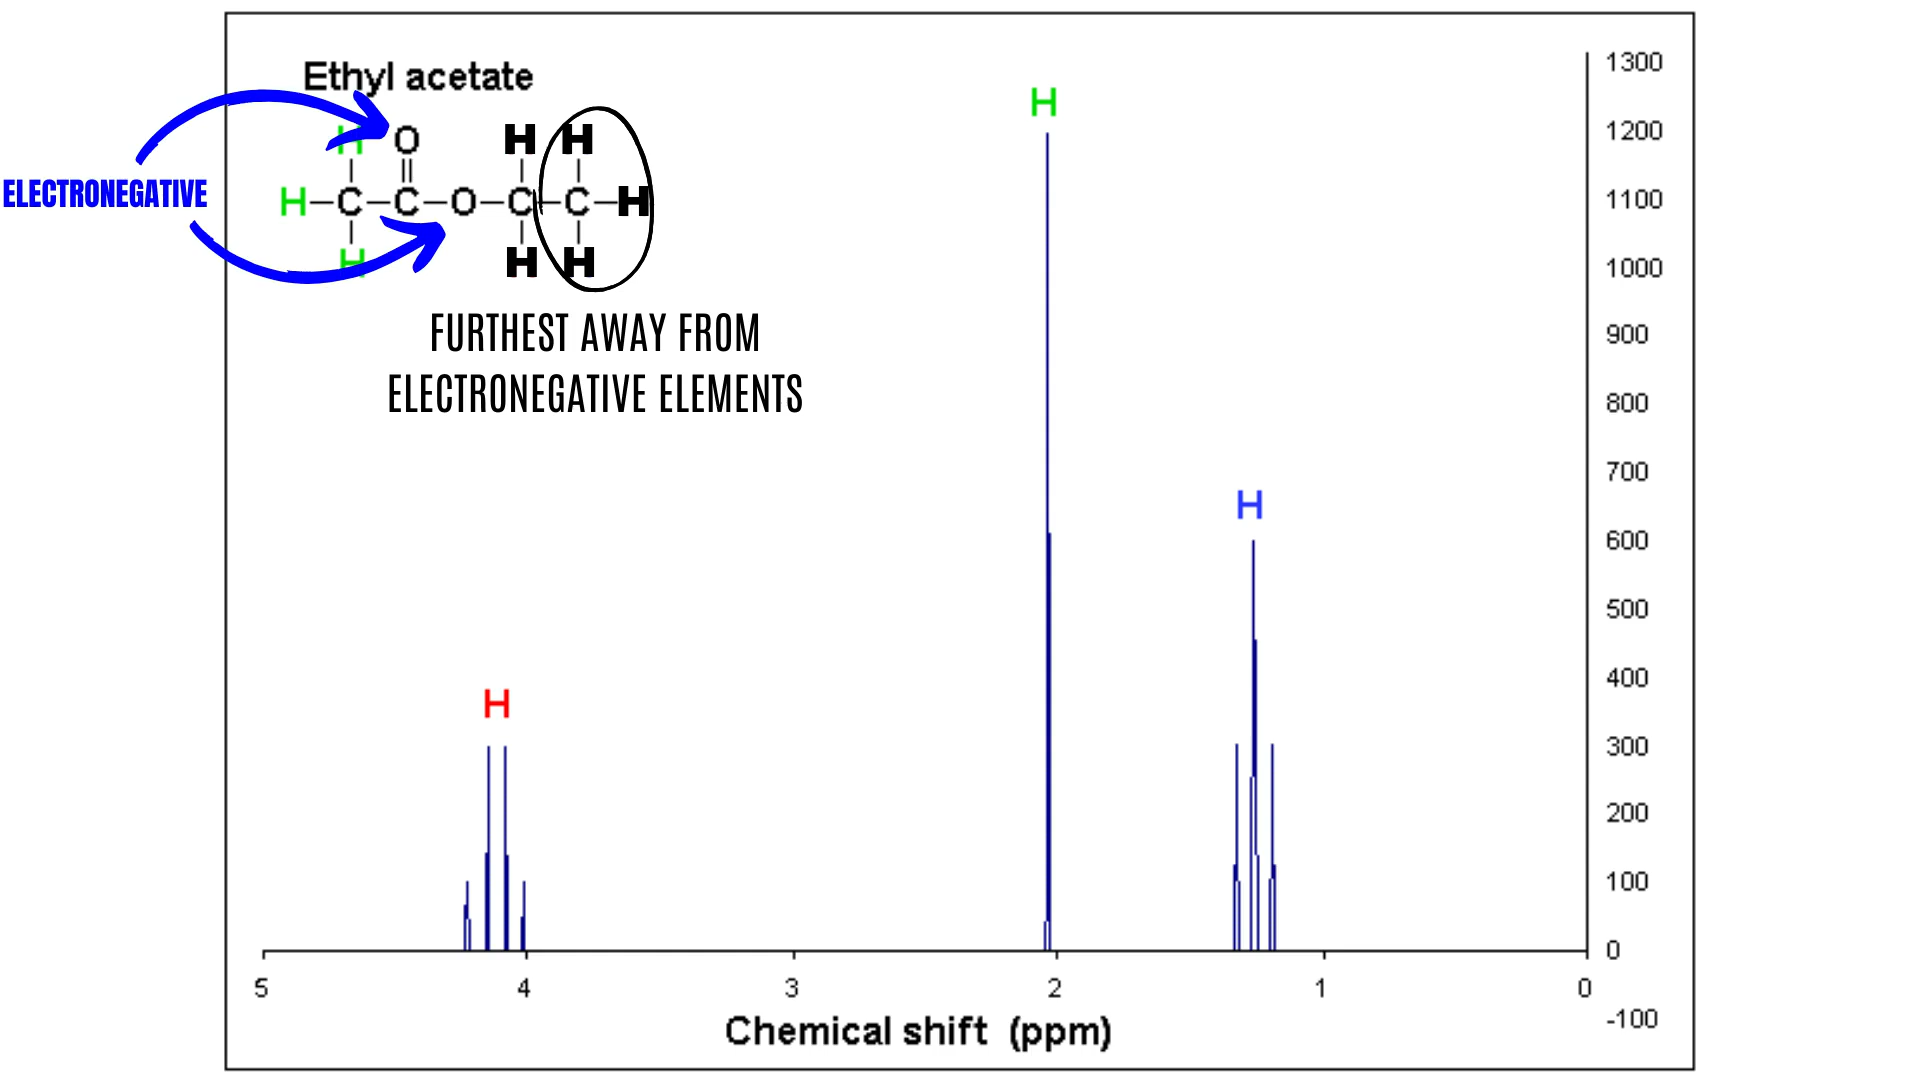 Ethyl acetate
H O H H
ELECTRONEGATIVE
H C C O C C H
H H H
FURTHEST AWAY FROM
ELECTRONEGATIVE ELEMENTS
H
H
H
1300
1200
1100
1000
900
800
700
600
500
400
300
200
100
0
-100
5 4 3 2 1 0
Chemical shift (ppm)